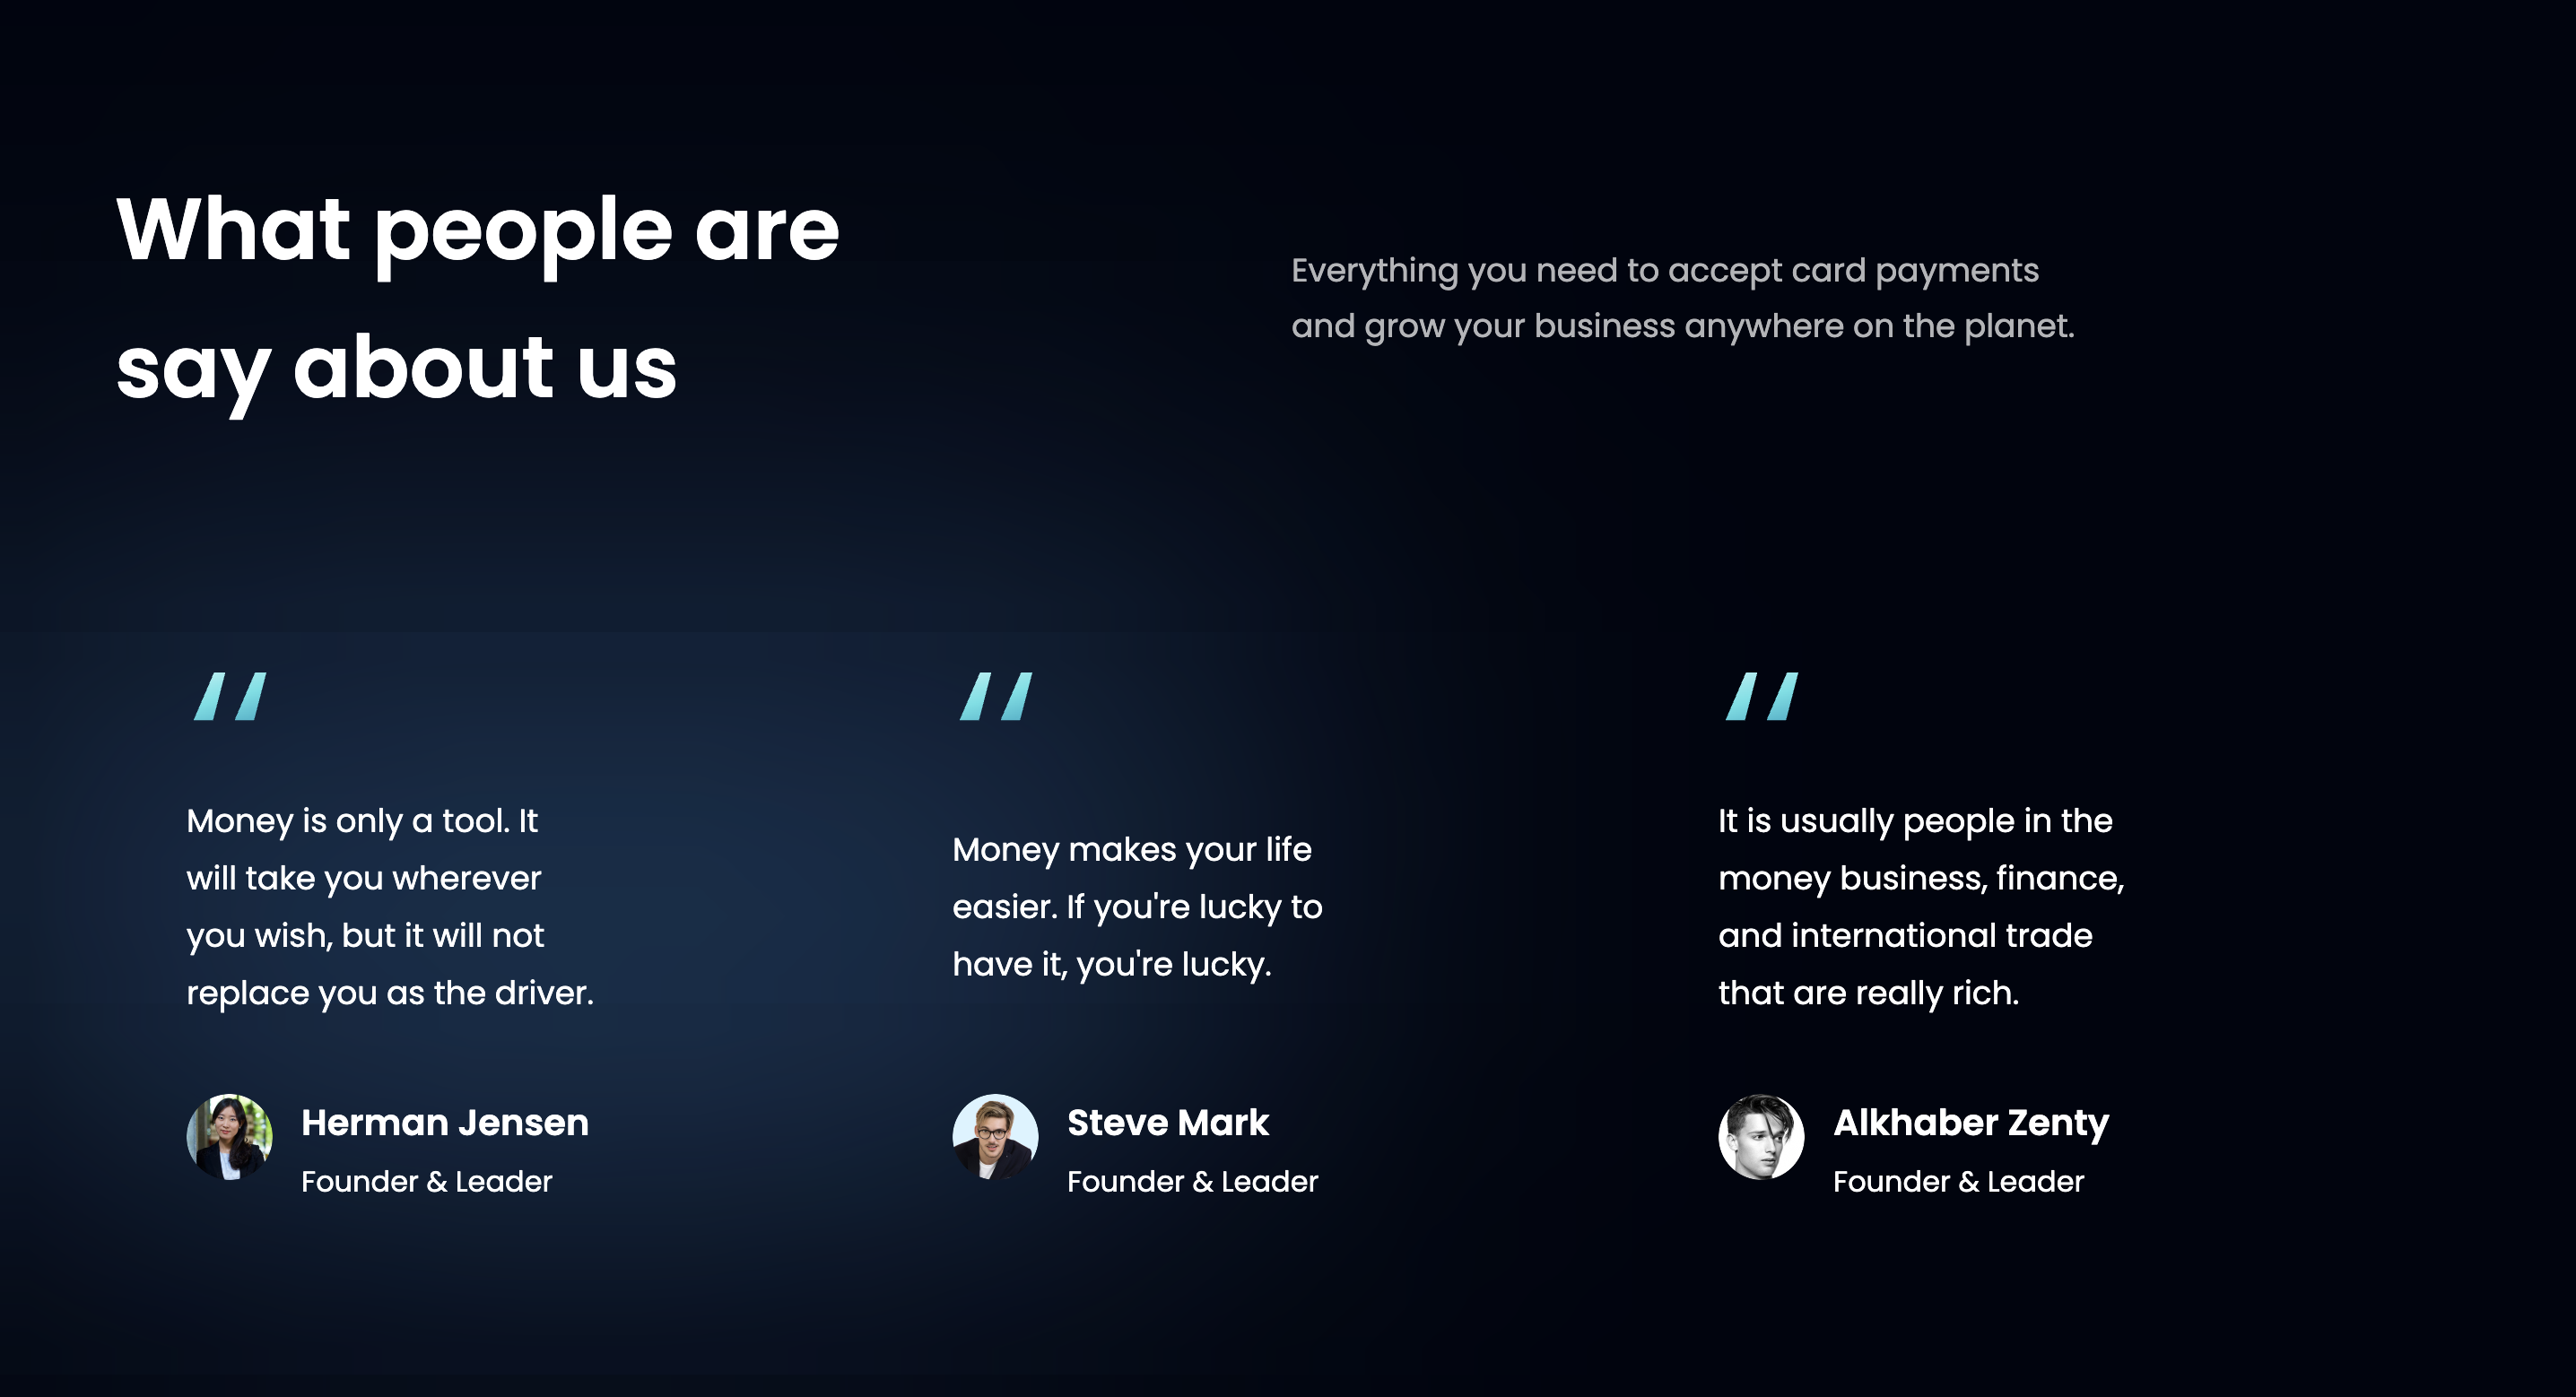 What people are
say about us
Everything you need to accept card payments
and grow your business anywhere on the planet.
Money is only a tool. It
will take you wherever
you wish, but it will not
replace you as the driver.
Herman Jensen
Founder & Leader
Money makes your life
easier. If you're lucky to
have it, you're lucky.
Steve Mark
Founder & Leader
It is usually people in the
money business, finance,
and international trade
that are really rich.
Alkhaber Zenty
Founder & Leader